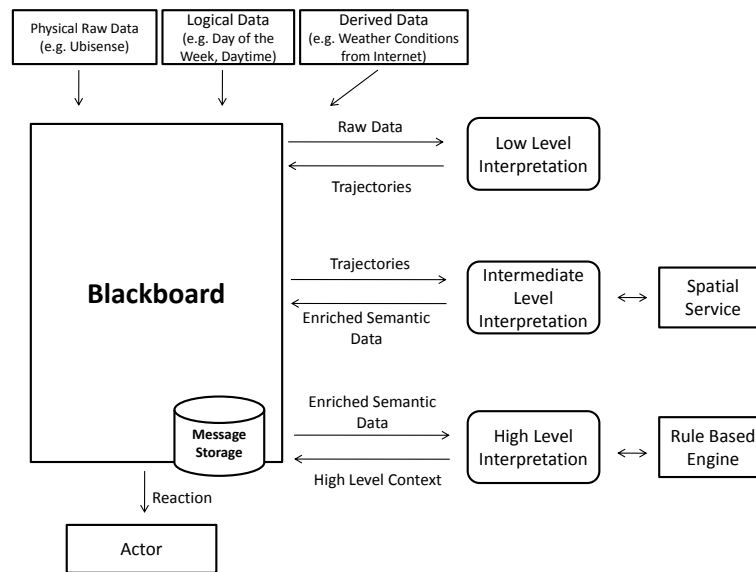 Physical Raw Data
(e.g. Ubisense)
Logical Data
(e.g. Day of the
Week, Daytime)
Derived Data
(e.g. Weather Conditions
from Internet)
Raw Data
Trajectories
Low Level
Interpretation
Blackboard
Trajectories
Enriched Semantic
Data
Intermediate
Level
Interpretation
Spatial
Service
Message
Storage
Enriched Semantic
Data
High Level Context
High Level
Interpretation
Rule Based
Engine
Reaction
Actor